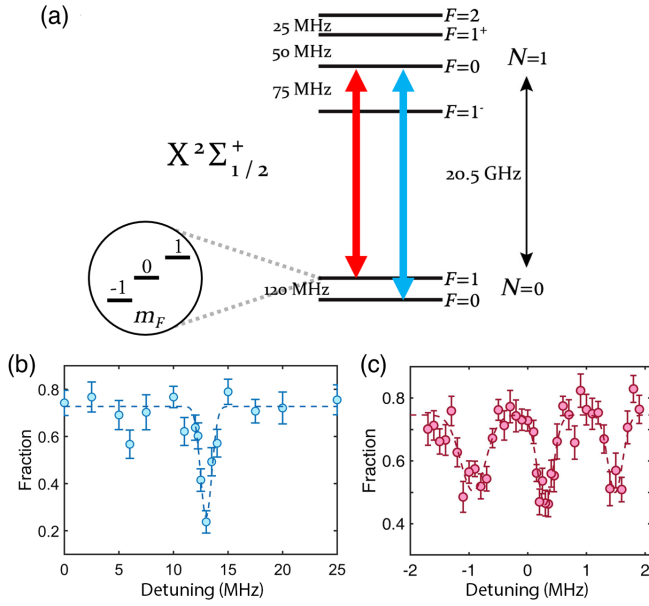 (a)
F=2
25 MHz
F=1⁺
50 MHz
F=0
N=1
75 MHz
F=1⁻
X ²Σ⁺₁/₂
20.5 GHz
1
0
-1
m_F
F=1
120 MHz
F=0
N=0
(b)
0.8
0.6
0.4
0.2
Fraction
0 5 10 15 20 25
Detuning (MHz)
(c)
0.8
0.6
0.4
Fraction
-2 -1 0 1 2
Detuning (MHz)